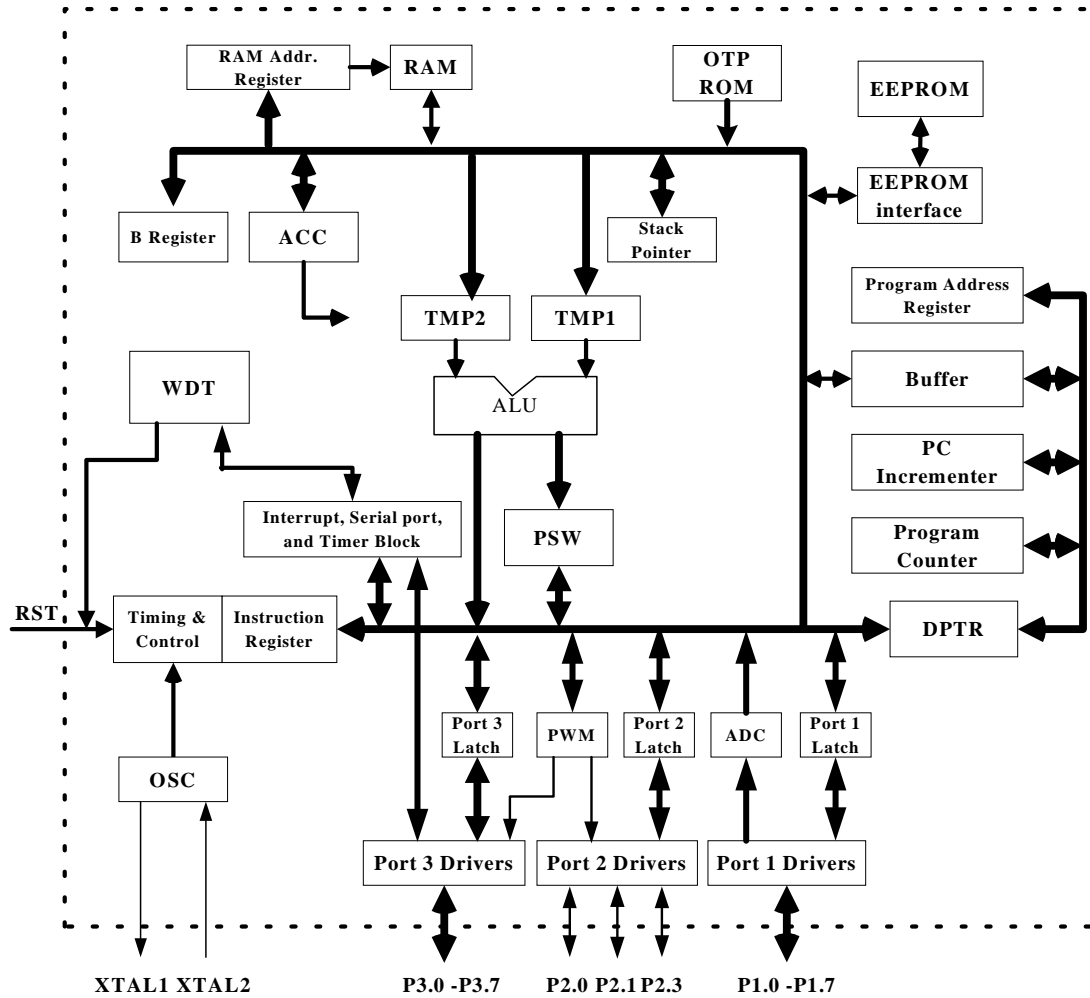 RAM Addr.
Register
RAM
OTP
ROM
EEPROM
EEPROM
interface
B Register
ACC
Stack
Pointer
Program Address
Register
TMP2
TMP1
WDT
ALU
Buffer
PC
Incrementer
Interrupt, Serial port,
and Timer Block
PSW
Program
Counter
RST
Timing &
Control
Instruction
Register
DPTR
Port 3
Latch
PWM
Port 2
Latch
ADC
Port 1
Latch
OSC
Port 3 Drivers
Port 2 Drivers
Port 1 Drivers
XTAL1 XTAL2
P3.0 -P3.7
P2.0 P2.1 P2.3
P1.0 -P1.7